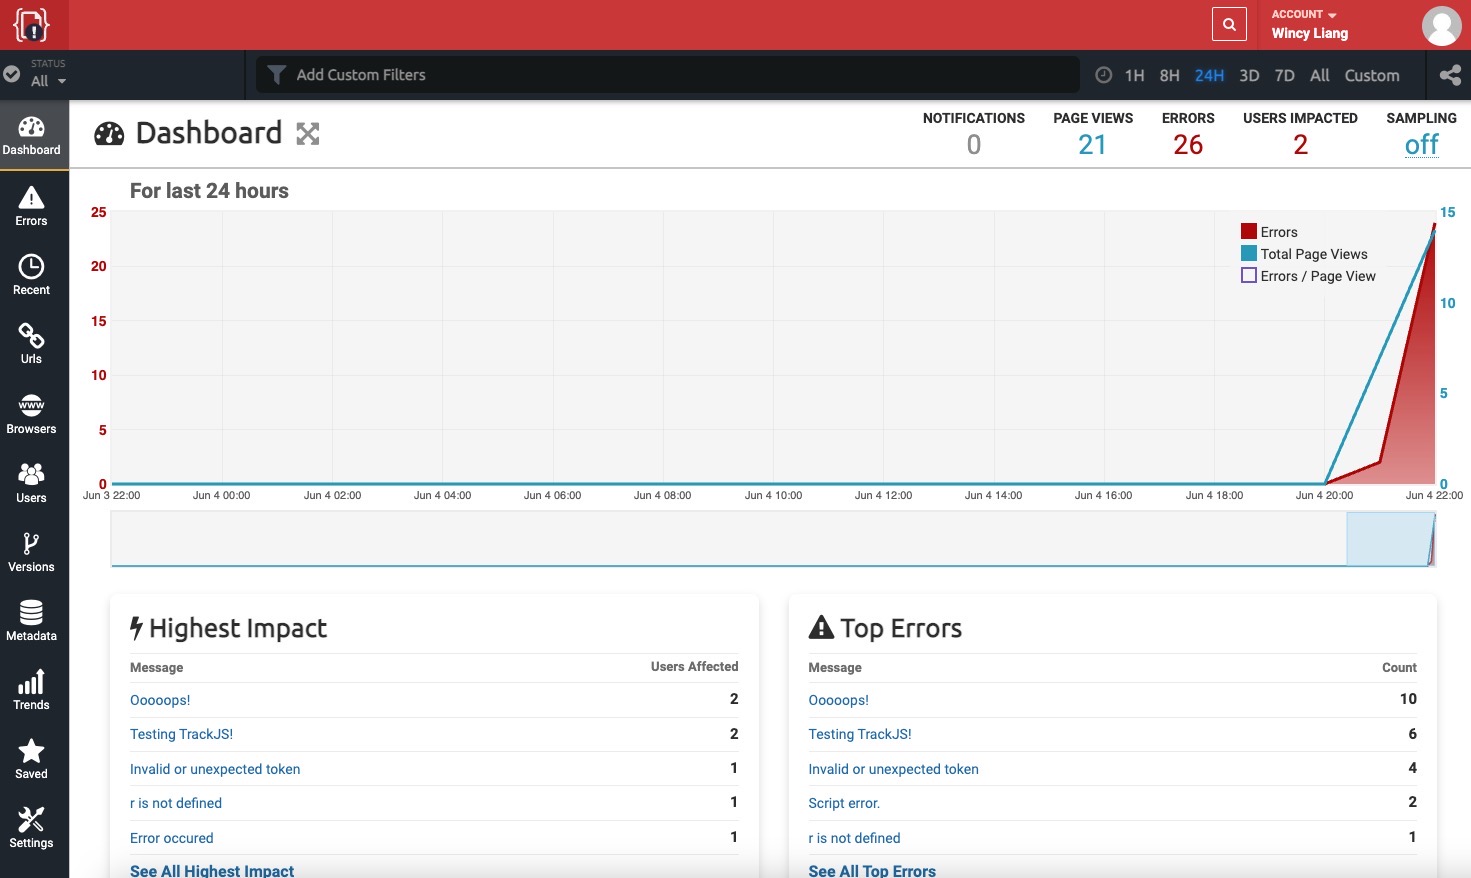 ACCOUNT
Wincy Liang
STATUS
All
Add Custom Filters
1H 8H 24H 3D 7D All Custom
Dashboard
Errors
Recent
Urls
www
Browsers
Users
Versions
Metadata
Trends
Saved
Settings
Dashboard
NOTIFICATIONS PAGE VIEWS ERRORS USERS IMPACTED SAMPLING
0 21 26 2 off
For last 24 hours
25 15
20
15 10
10
5 5
0 0
Errors
Total Page Views
Errors / Page View
Jun 3 22:00 Jun 4 00:00 Jun 4 02:00 Jun 4 04:00 Jun 4 06:00 Jun 4 08:00 Jun 4 10:00 Jun 4 12:00 Jun 4 14:00 Jun 4 16:00 Jun 4 18:00 Jun 4 20:00 Jun 4 22:00
Highest Impact
Message Users Affected
Ooooops! 2
Testing TrackJS! 2
Invalid or unexpected token 1
r is not defined 1
Error occured 1
See All Highest Impact
Top Errors
Message Count
Ooooops! 10
Testing TrackJS! 6
Invalid or unexpected token 4
Script error. 2
r is not defined 1
See All Top Errors